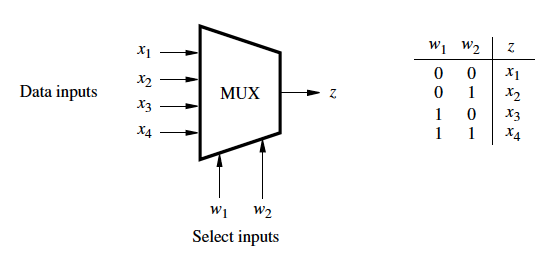 x₁
x₂
Data inputs
x₃
x₄
MUX
z
w₁ w₂
Select inputs
w₁ w₂ z
0 0 x₁
0 1 x₂
1 0 x₃
1 1 x₄